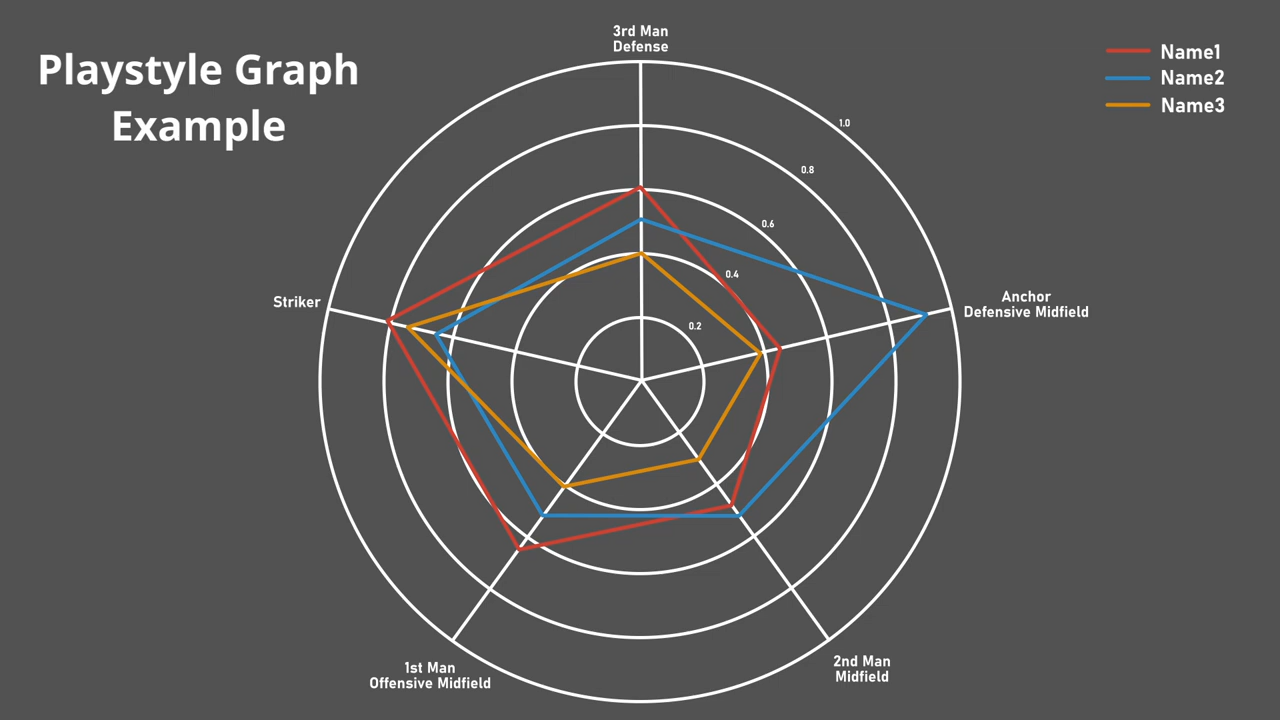 Playstyle Graph
Example
3rd Man
Defense
Name1
Name2
Name3
1.0
0.8
0.6
0.4
0.2
Striker
Anchor
Defensive Midfield
1st Man
Offensive Midfield
2nd Man
Midfield